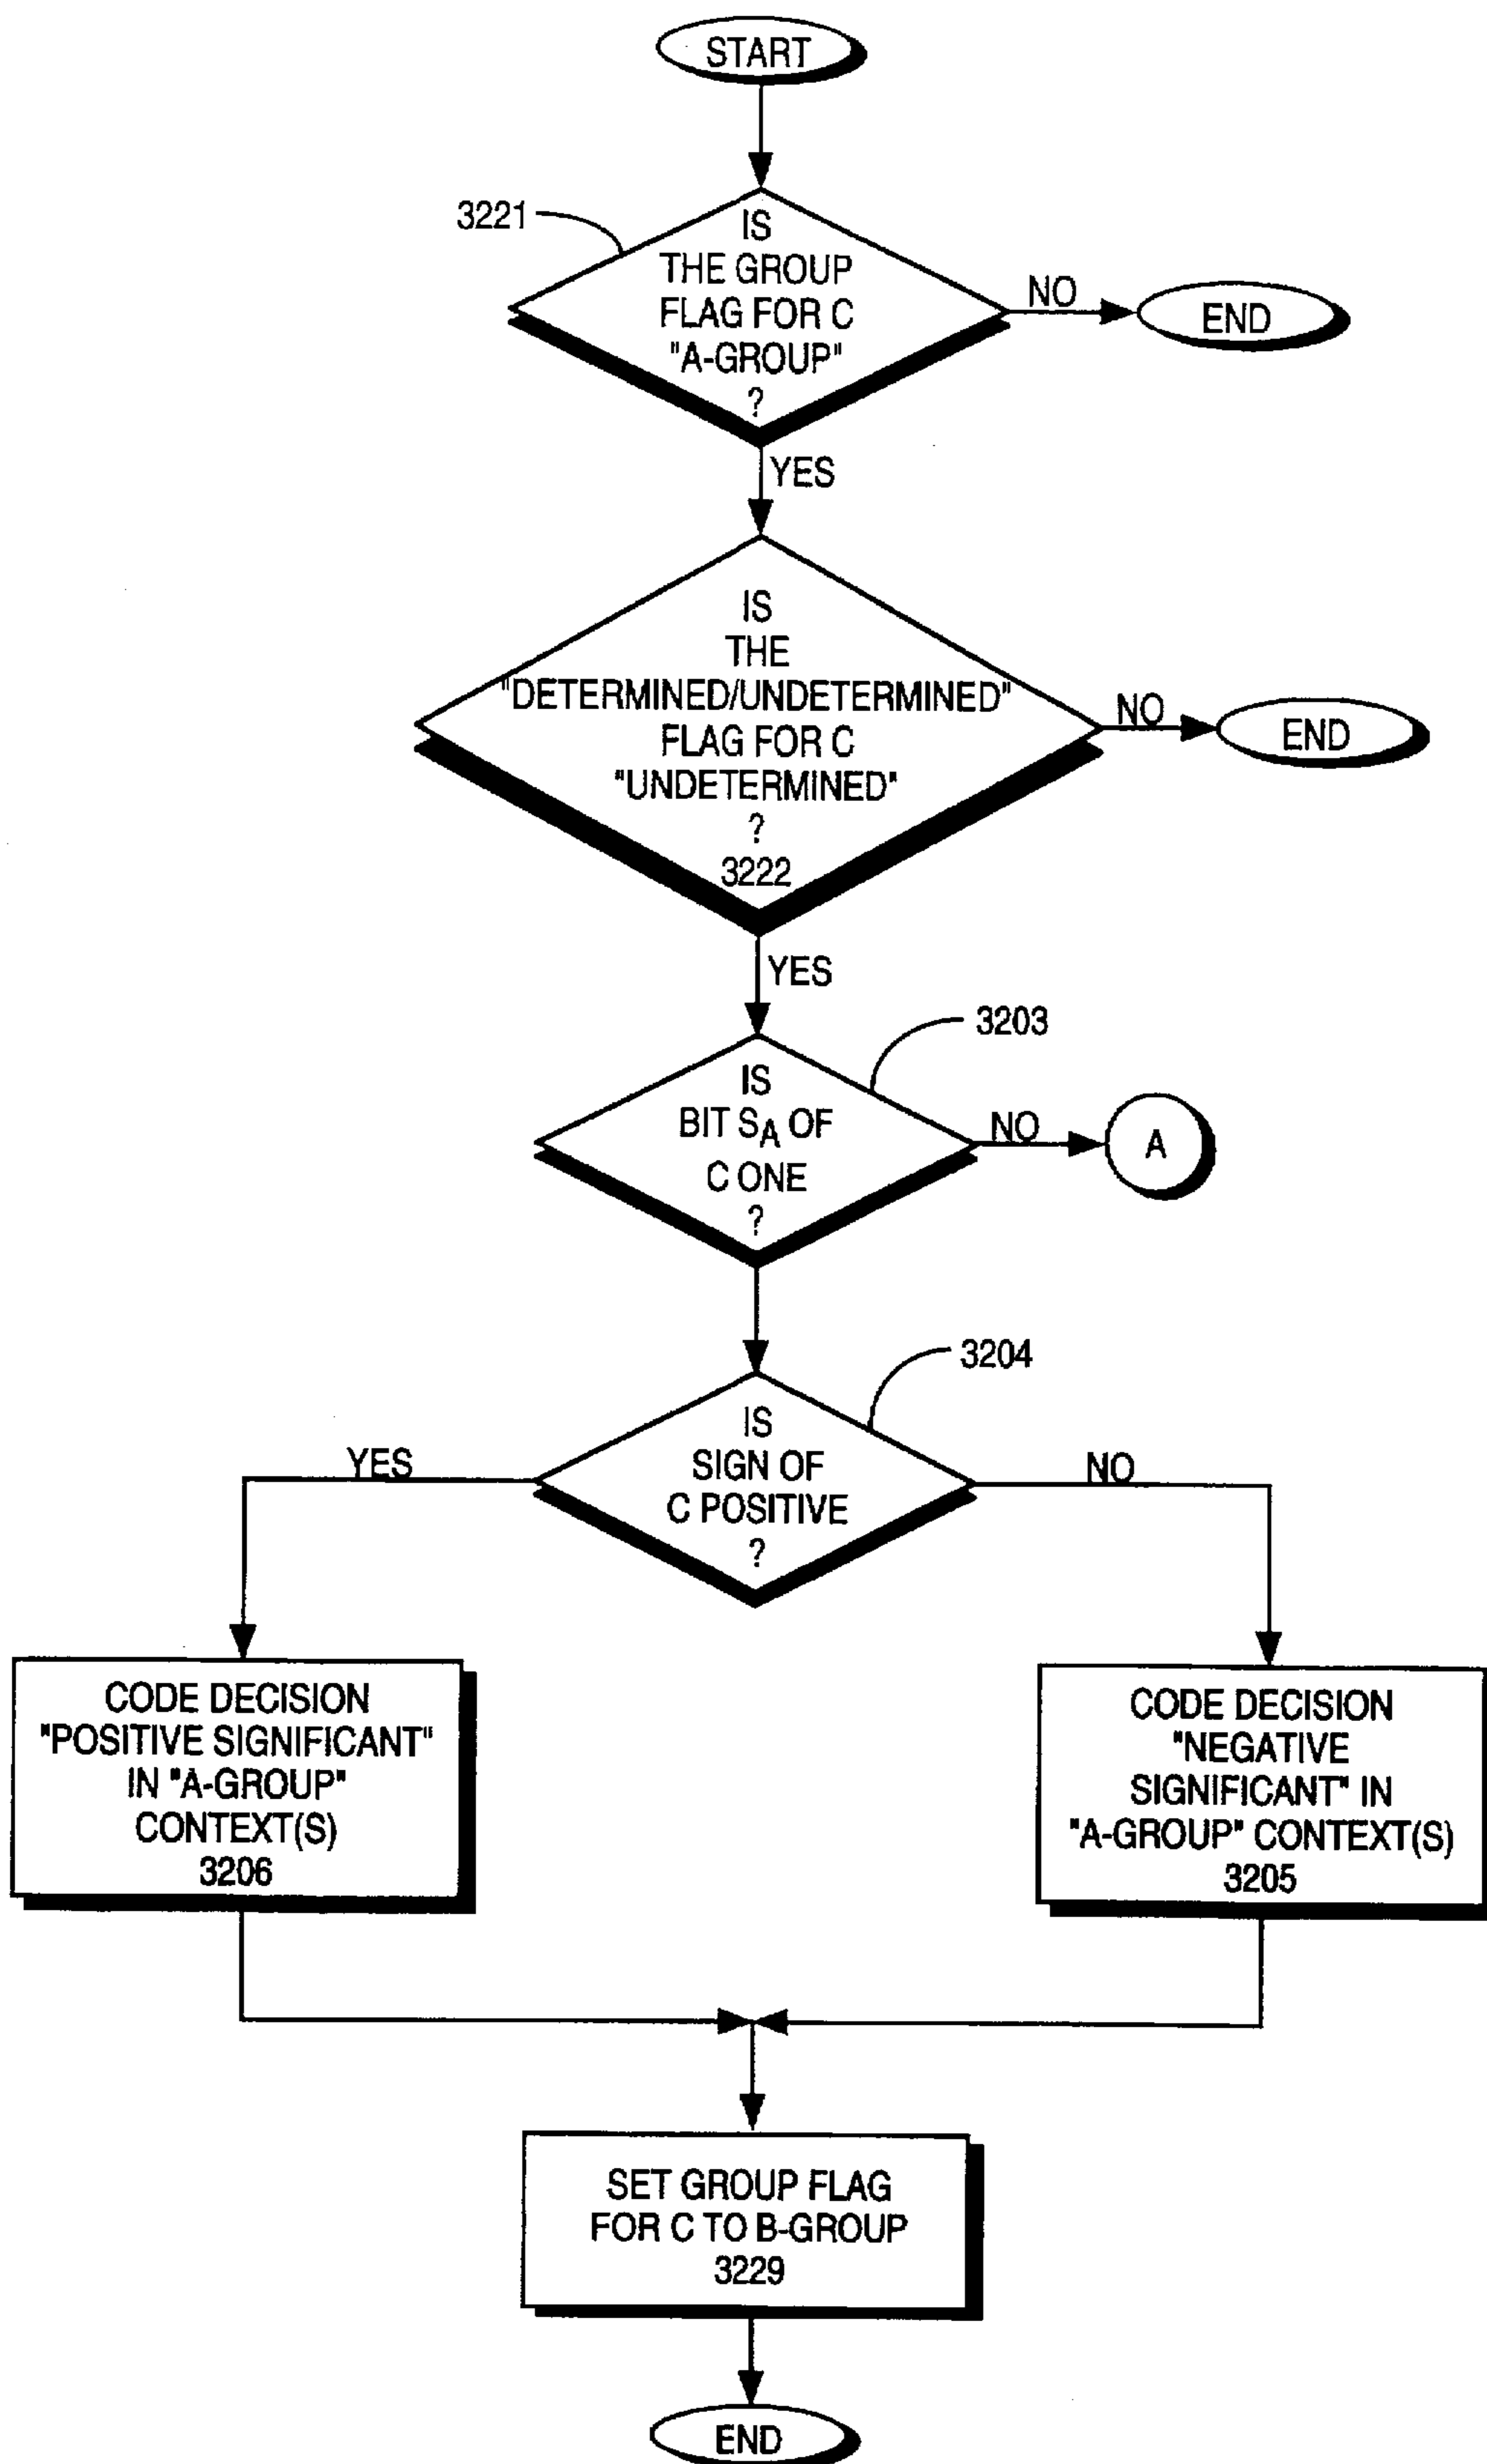 START
3221
IS
THE GROUP
FLAG FOR C
"A-GROUP"
?
NO
END
YES
IS
THE
"DETERMINED/UNDETERMINED"
FLAG FOR C
"UNDETERMINED"
?
3222
NO
END
YES
3203
IS
BIT SA OF
C ONE
?
NO
A
3204
IS
SIGN OF
C POSITIVE
?
YES
NO
CODE DECISION
"POSITIVE SIGNIFICANT"
IN "A-GROUP"
CONTEXT(S)
3206
CODE DECISION
"NEGATIVE
SIGNIFICANT" IN
"A-GROUP" CONTEXT(S)
3205
SET GROUP FLAG
FOR C TO B-GROUP
3229
END